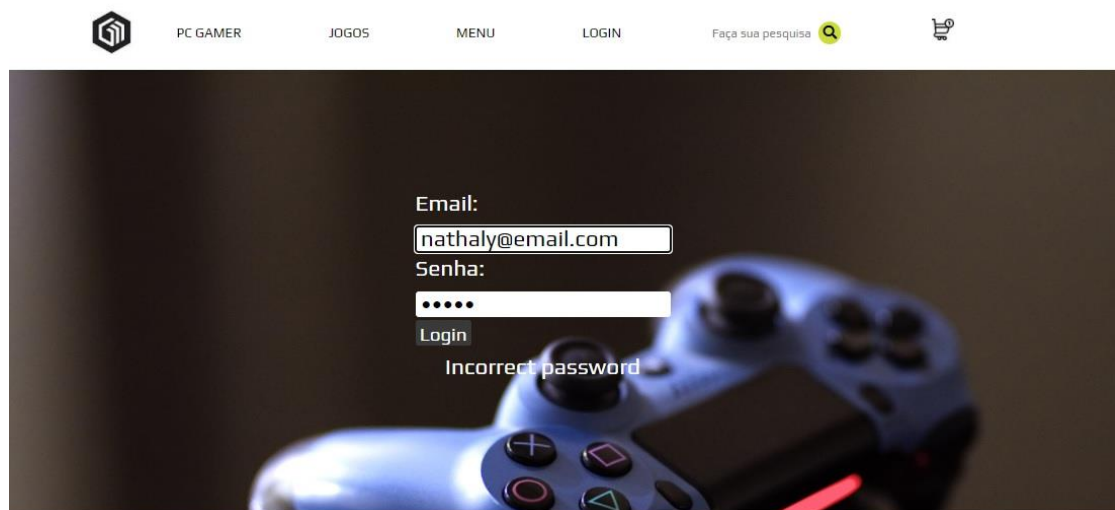 PC GAMER JOGOS MENU LOGIN Faça sua pesquisa
Email:
nathaly@email.com
Senha:
•••••
Login
Incorrect password